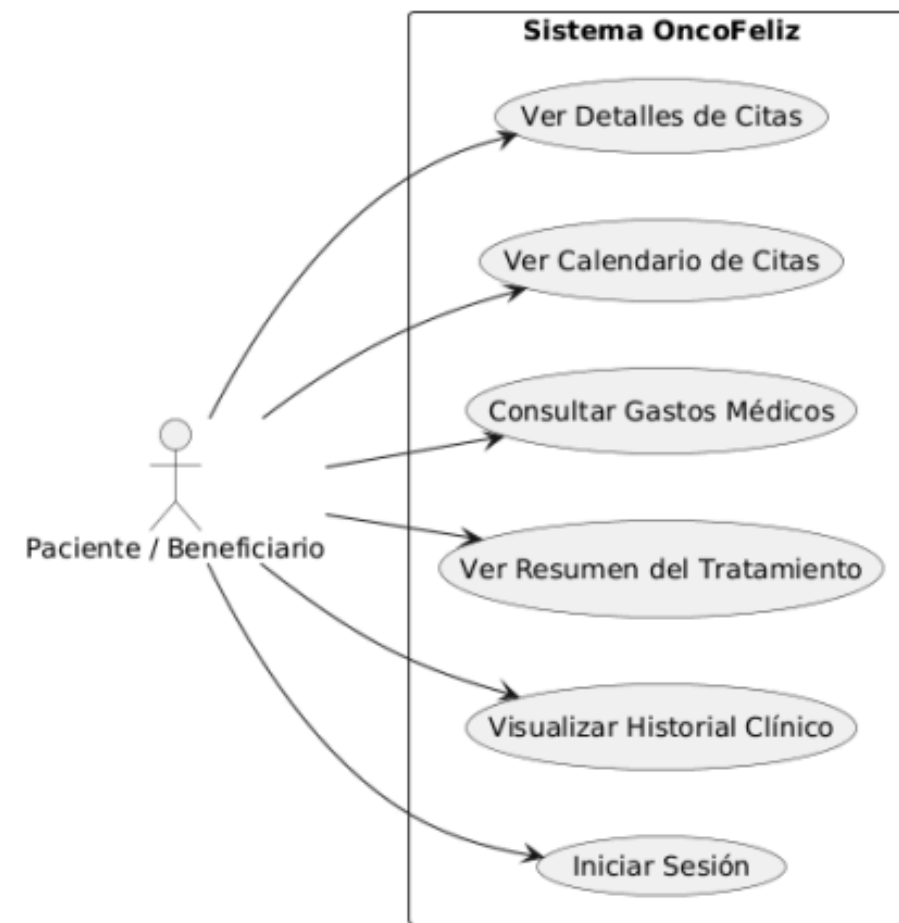 Sistema OncoFeliz
Ver Detalles de Citas
Ver Calendario de Citas
Consultar Gastos Médicos
Paciente / Beneficiario
Ver Resumen del Tratamiento
Visualizar Historial Clínico
Iniciar Sesión